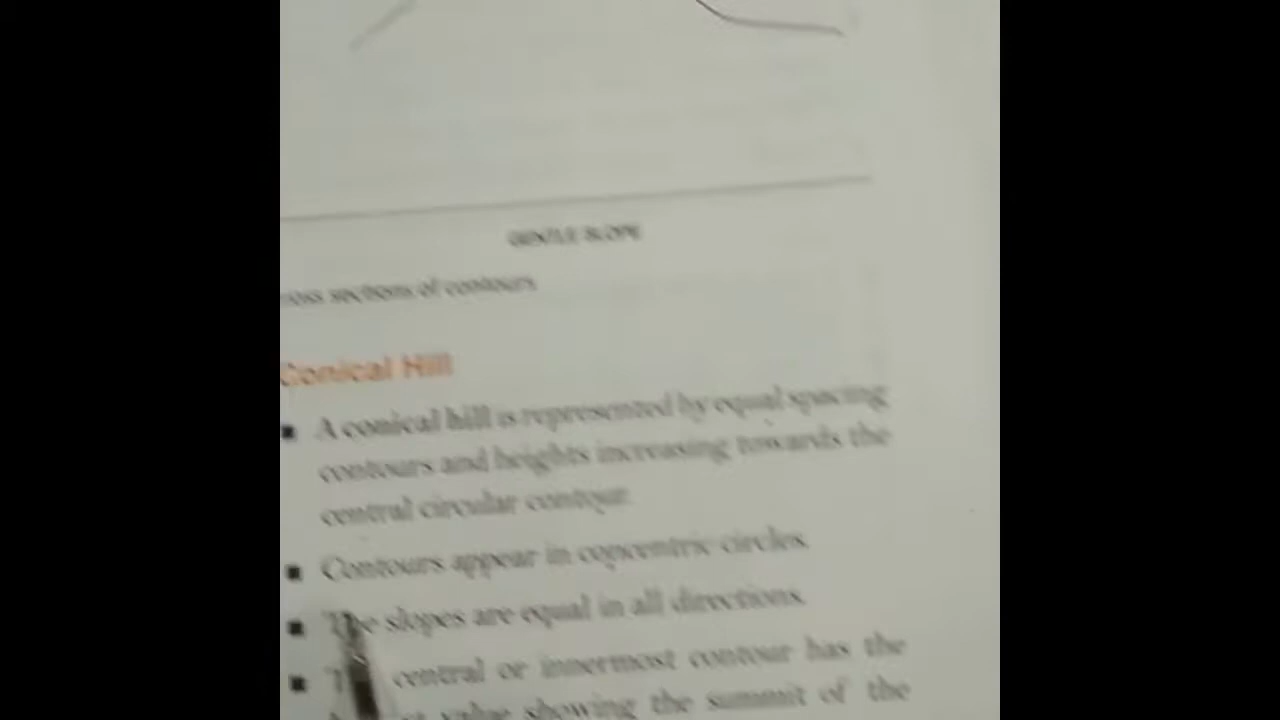 GENTLE SLOPE
cross sections of contours
Conical Hill
▪ A conical hill is represented by equal spacing
contours and heights increasing towards the
central circular contour.
▪ Contours appear in concentric circles.
▪ The slopes are equal in all directions.
▪ central or innermost contour has the
value showing the summit of the